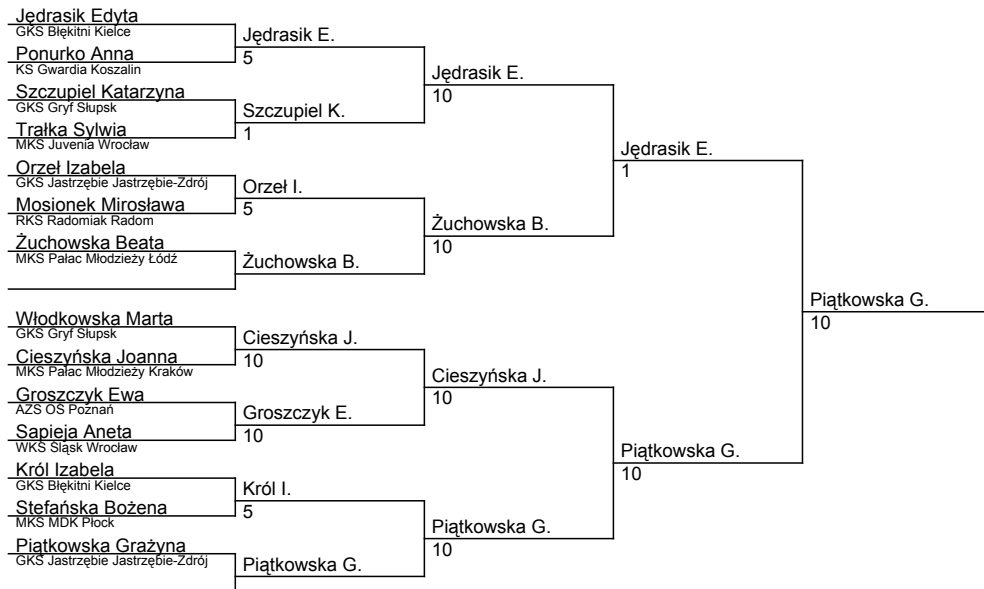 Jędrasik Edyta
GKS Błękitni Kielce
Ponurko Anna
KS Gwardia Koszalin
Szczupiel Katarzyna
GKS Gryf Słupsk
Trałka Sylwia
MKS Juvenia Wrocław
Orzeł Izabela
GKS Jastrzębie Jastrzębie-Zdrój
Mosionek Mirosława
RKS Radomiak Radom
Żuchowska Beata
MKS Pałac Młodzieży Łódź
Włodkowska Marta
GKS Gryf Słupsk
Cieszyńska Joanna
MKS Pałac Młodzieży Kraków
Groszczyk Ewa
AZS OŚ Poznań
Sapieja Aneta
WKS Śląsk Wrocław
Król Izabela
GKS Błękitni Kielce
Stefańska Bożena
MKS MDK Płock
Piątkowska Grażyna
GKS Jastrzębie Jastrzębie-Zdrój
Jędrasik E.
5
Szczupiel K.
1
Orzeł I.
5
Żuchowska B.
Cieszyńska J.
10
Groszczyk E.
10
Król I.
5
Piątkowska G.
Jędrasik E.
10
Żuchowska B.
10
Cieszyńska J.
10
Piątkowska G.
10
Jędrasik E.
1
Piątkowska G.
10
Piątkowska G.
10